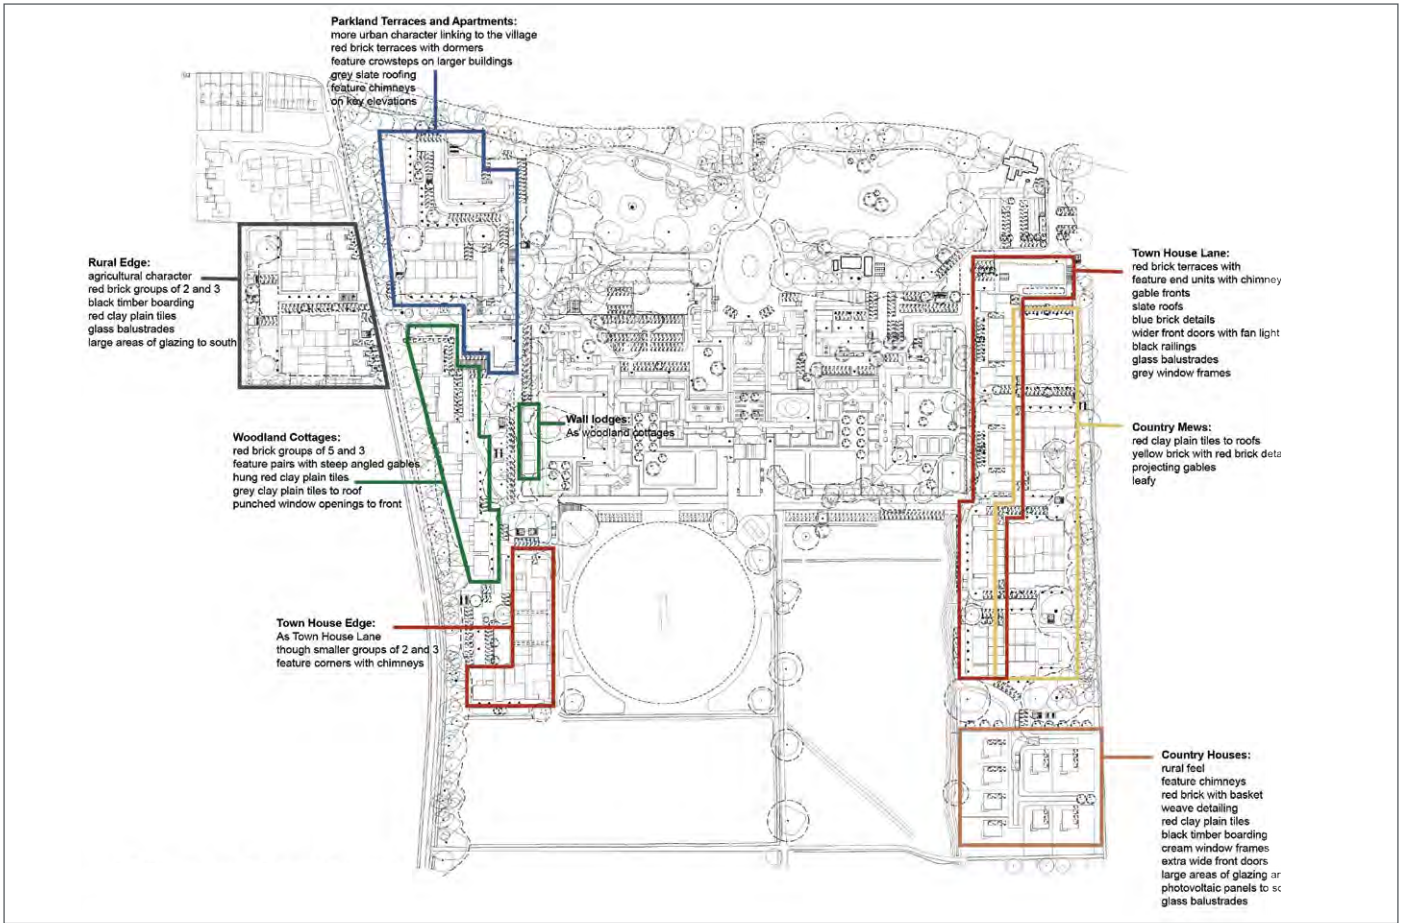 Parkland Terraces and Apartments:
more urban character linking to the village
red brick terraces with dormers
feature crowsteps on larger buildings
grey slate roofing
feature chimneys
on key elevations
Rural Edge:
agricultural character
red brick groups of 2 and 3
black timber boarding
red clay plain tiles
glass balustrades
large areas of glazing to south
Town House Lane:
red brick terraces with
feature end units with chimney
gable fronts
slate roofs
blue brick details
wider front doors with fan light
black railings
glass balustrades
grey window frames
Wall lodges:
As woodland cottages
Woodland Cottages:
red brick groups of 5 and 3
feature pairs with steep angled gables
hung red clay plain tiles
grey clay plain tiles to roof
punched window openings to front
Country Mews:
red clay plain tiles to roofs
yellow brick with red brick deta
projecting gables
leafy
Town House Edge:
As Town House Lane
though smaller groups of 2 and 3
feature corners with chimneys
Country Houses:
rural feel
feature chimneys
red brick with basket
weave detailing
red clay plain tiles
black timber boarding
cream window frames
extra wide front doors
large areas of glazing ar
photovoltaic panels to sc
glass balustrades